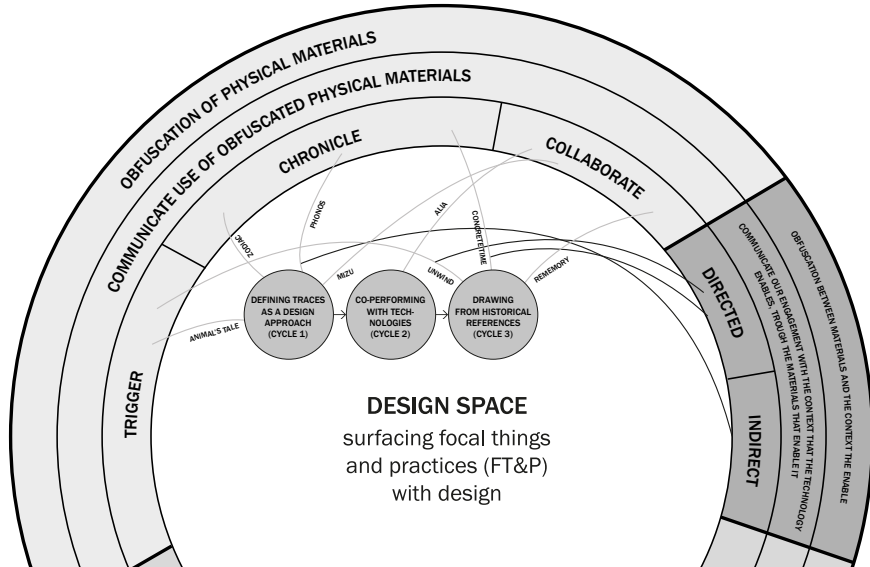 OBFUSCATION OF PHYSICAL MATERIALS
COMMUNICATE USE OF OBFUSCATED PHYSICAL MATERIALS
TRIGGER
CHRONICLE
COLLABORATE
DIRECTED
INDIRECT
COMMUNICATE OUR ENGAGEMENT WITH THE CONTEXT THAT THE TECHNOLOGY
ENABLES, TROUGH THE MATERIALS THAT ENABLE IT
OBFUSCATION BETWEEN MATERIALS AND THE CONTEXT THE ENABLE
ZODIAC
PHONOS
ALIA
CONCRETE|TIME
ANIMAL'S TALE
MIZU
UNWIND
REMEMORY
DEFINING TRACES
AS A DESIGN
APPROACH
(CYCLE 1)
CO-PERFORMING
WITH TECH-
NOLOGIES
(CYCLE 2)
DRAWING
FROM HISTORICAL
REFERENCES
(CYCLE 3)
DESIGN SPACE
surfacing focal things
and practices (FT&P)
with design